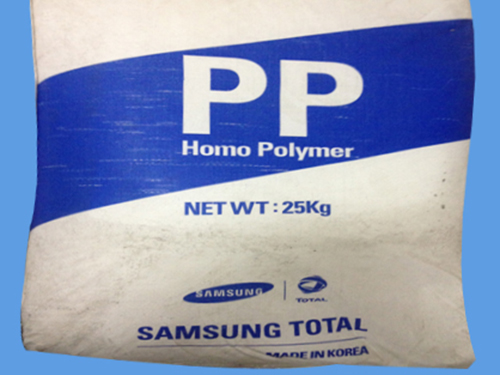 PP
Homo Polymer
NET WT : 25Kg
SAMSUNG TOTAL
SAMSUNG TOTAL
MADE IN KOREA